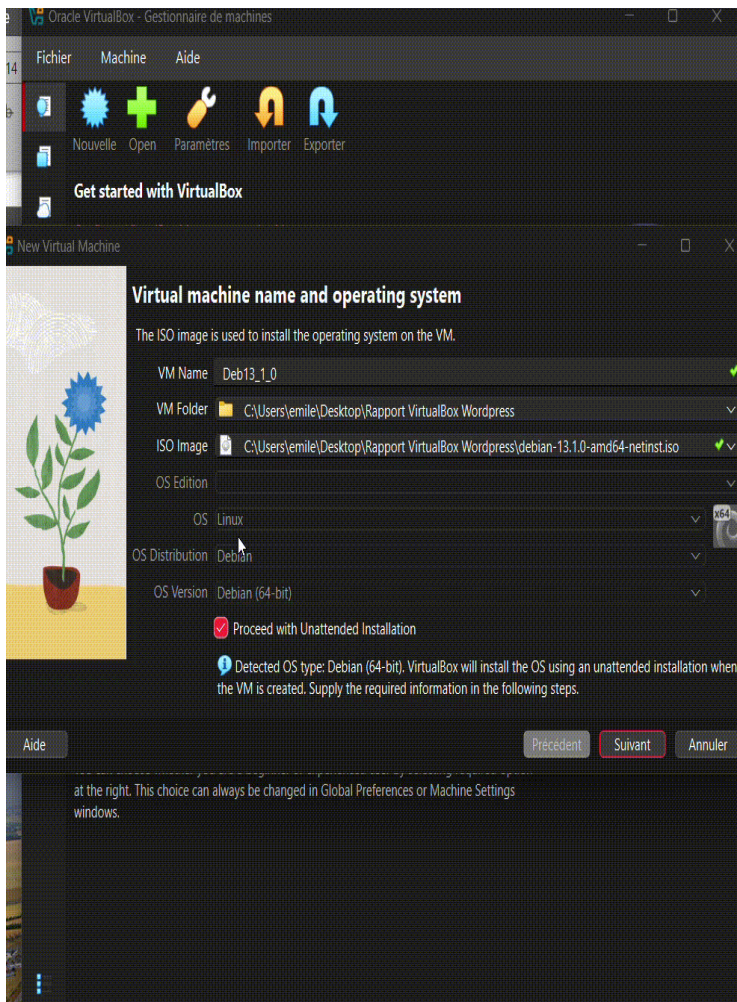 Oracle VirtualBox - Gestionnaire de machines
14
Fichier Machine Aide
Nouvelle Open Paramètres Importer Exporter
Get started with VirtualBox
New Virtual Machine
Virtual machine name and operating system
The ISO image is used to install the operating system on the VM.
VM Name Deb13_1_0
VM Folder C:\Users\emile\Desktop\Rapport VirtualBox Wordpress
ISO Image C:\Users\emile\Desktop\Rapport VirtualBox Wordpress\debian-13.1.0-amd64-netinst.iso
OS Edition
OS Linux
x64
OS Distribution Debian
OS Version Debian (64-bit)
Proceed with Unattended Installation
Detected OS type: Debian (64-bit). VirtualBox will install the OS using an unattended installation when
the VM is created. Supply the required information in the following steps.
Aide Précédent Suivant Annuler
at the right. This choice can always be changed in Global Preferences or Machine Settings
windows.